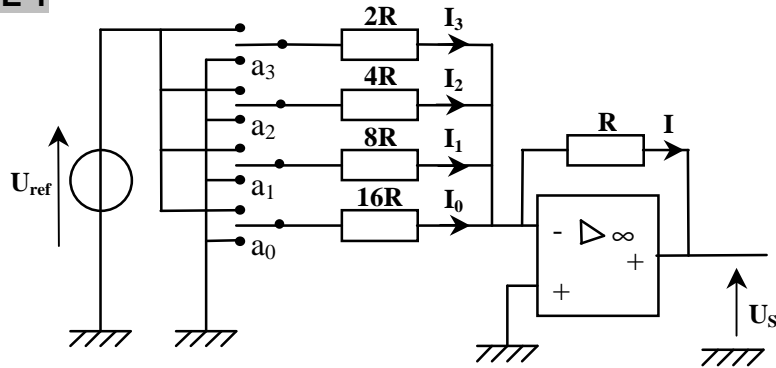 2R
I3
a3
4R
I2
a2
8R
I1
a1
16R
I0
a0
Uref
R
I
- ▷ ∞
+
+
US